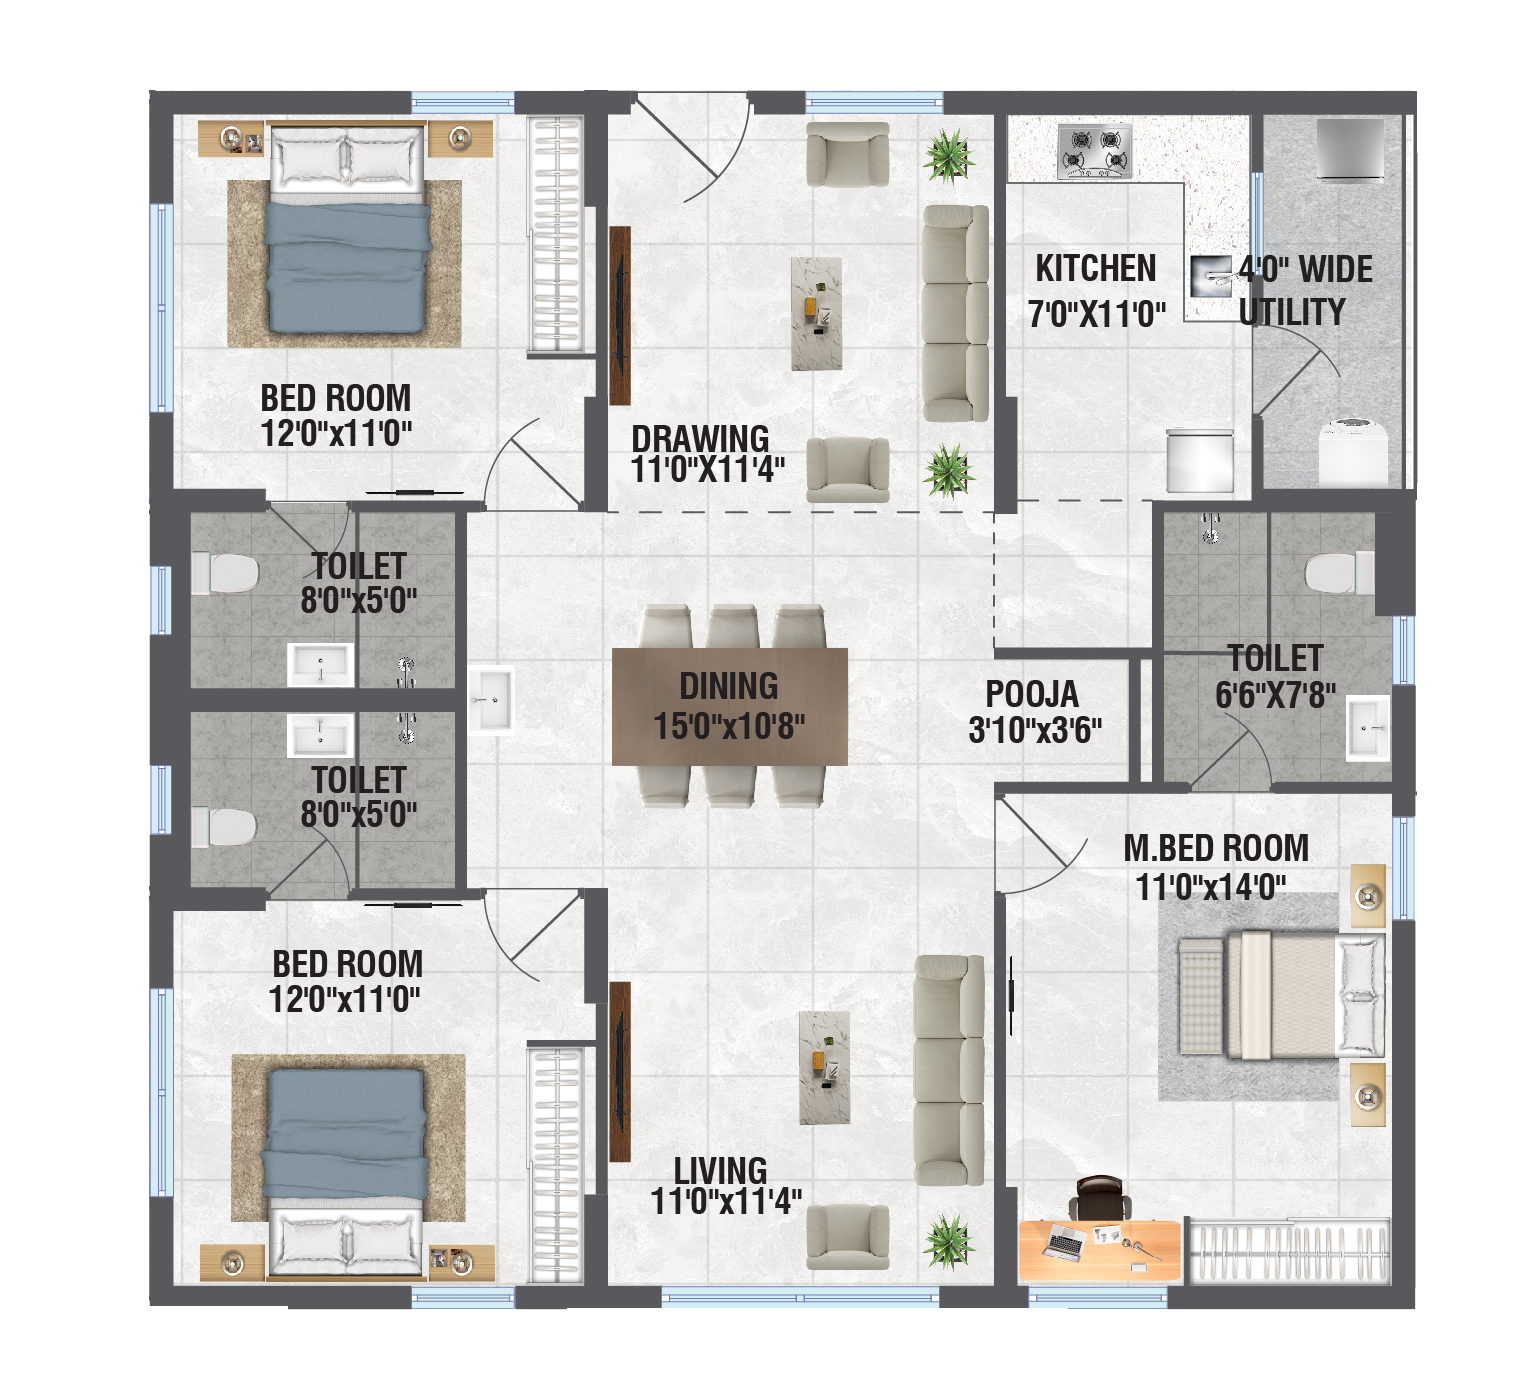 KITCHEN
7'0"X11'0"
4'0" WIDE
UTILITY
BED ROOM
12'0"x11'0"
DRAWING
11'0"X11'4"
TOILET
8'0"x5'0"
TOILET
6'6"X7'8"
DINING
15'0"x10'8"
POOJA
3'10"x3'6"
TOILET
8'0"x5'0"
M.BED ROOM
11'0"x14'0"
BED ROOM
12'0"x11'0"
LIVING
11'0"x11'4"